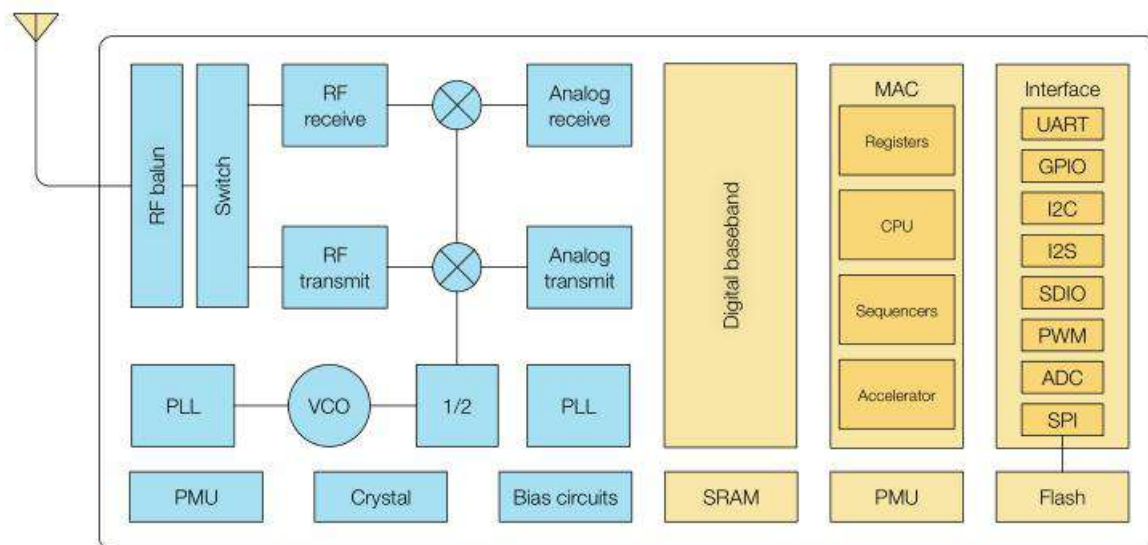 RF balun
Switch
RF
receive
Analog
receive
RF
transmit
Analog
transmit
PLL
VCO
1/2
PLL
PMU
Crystal
Bias circuits
Digital baseband
SRAM
MAC
Registers
CPU
Sequencers
Accelerator
PMU
Interface
UART
GPIO
I2C
I2S
SDIO
PWM
ADC
SPI
Flash